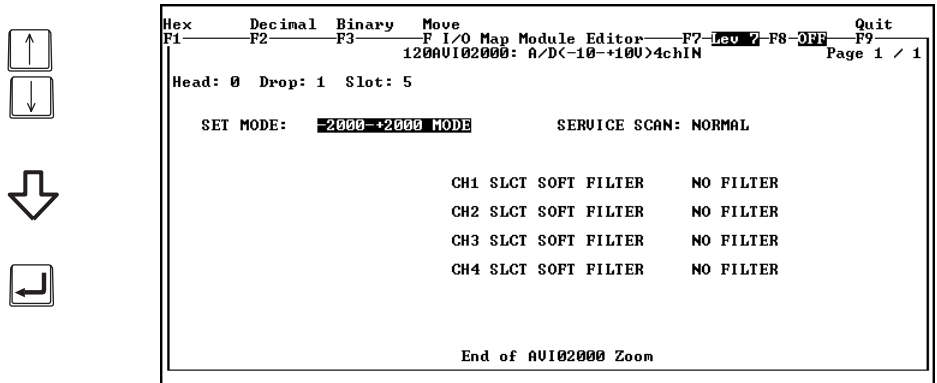 Hex Decimal Binary Move Quit
F1 F2 F3 F I/O Map Module Editor F7-Lev 7-F8-OFF F9
120AVI02000: A/D(-10-+10V)4chIN Page 1 / 1
Head: 0 Drop: 1 Slot: 5
SET MODE: -2000-+2000 MODE SERVICE SCAN: NORMAL
CH1 SLCT SOFT FILTER NO FILTER
CH2 SLCT SOFT FILTER NO FILTER
CH3 SLCT SOFT FILTER NO FILTER
CH4 SLCT SOFT FILTER NO FILTER
End of AVI02000 Zoom